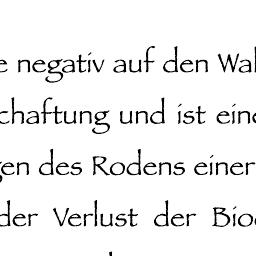 e negativ auf den Wal
chaftung und ist eine
gen des Rodens einer
der Verlust der Bio